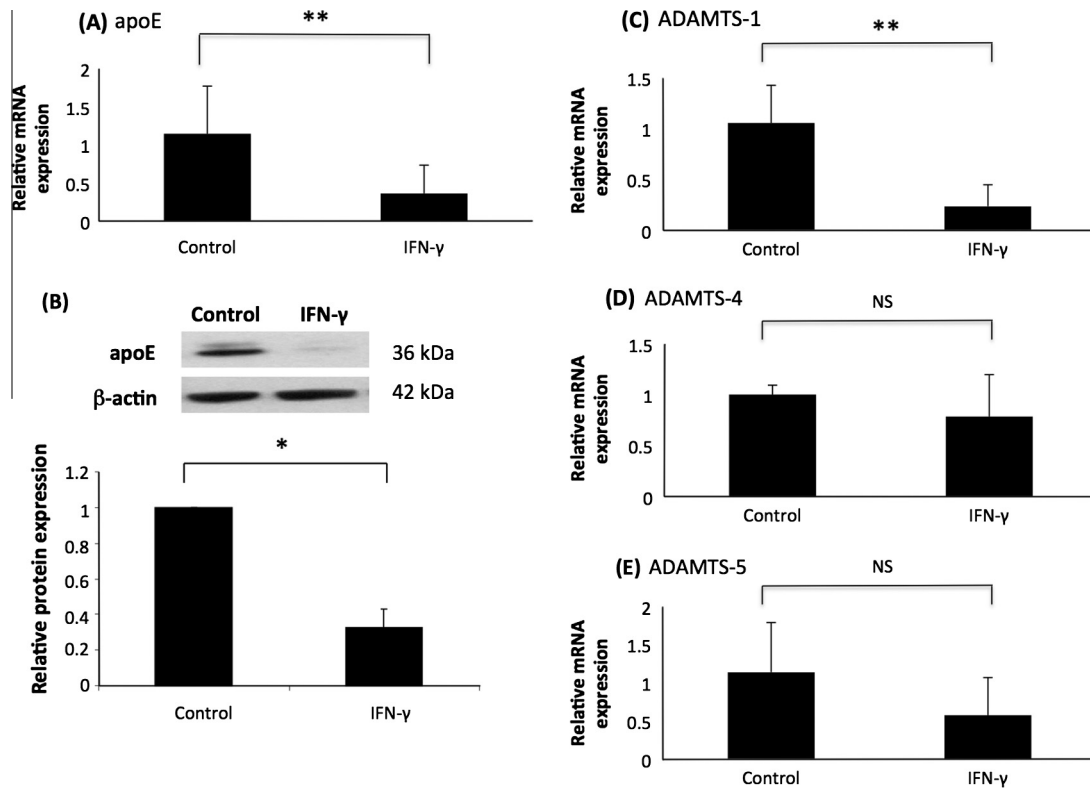 (A) apoE
**
Relative mRNA
expression
2
1.5
1
0.5
0
Control IFN-γ
(B)
Control IFN-γ
apoE 36 kDa
β-actin 42 kDa
*
Relative protein expression
1.2
1
0.8
0.6
0.4
0.2
0
Control IFN-γ
(C) ADAMTS-1
**
Relative mRNA
expression
1.5
1
0.5
0
Control IFN-γ
(D) ADAMTS-4
NS
Relative mRNA
expression
1.5
1
0.5
0
Control IFN-γ
(E) ADAMTS-5
NS
Relative mRNA
expression
2
1.5
1
0.5
0
Control IFN-γ